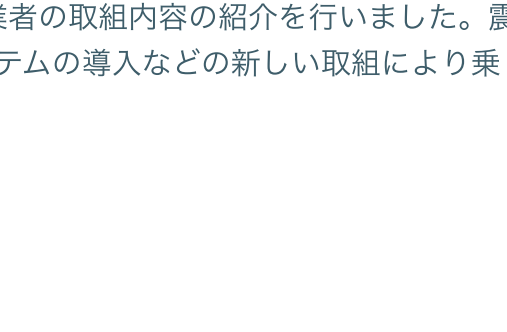 業者の取組内容の紹介を行いました。震
テムの導入などの新しい取組により乗